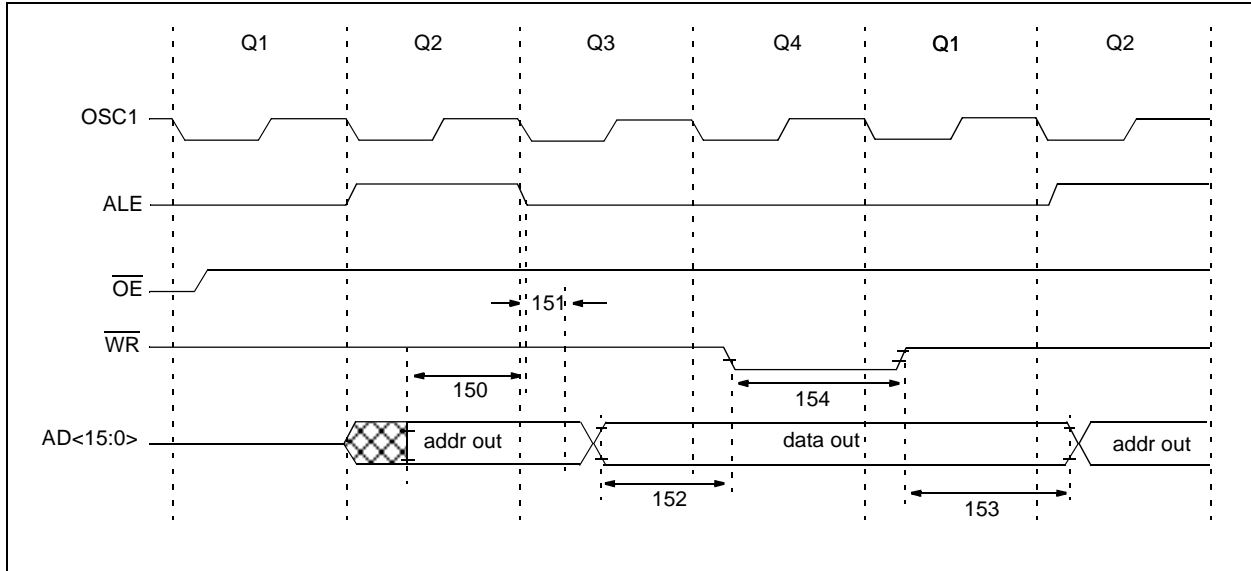 Q1 Q2 Q3 Q4 Q1 Q2
OSC1
ALE
OE
151
WR
150
154
AD<15:0>
addr out
data out
addr out
152
153